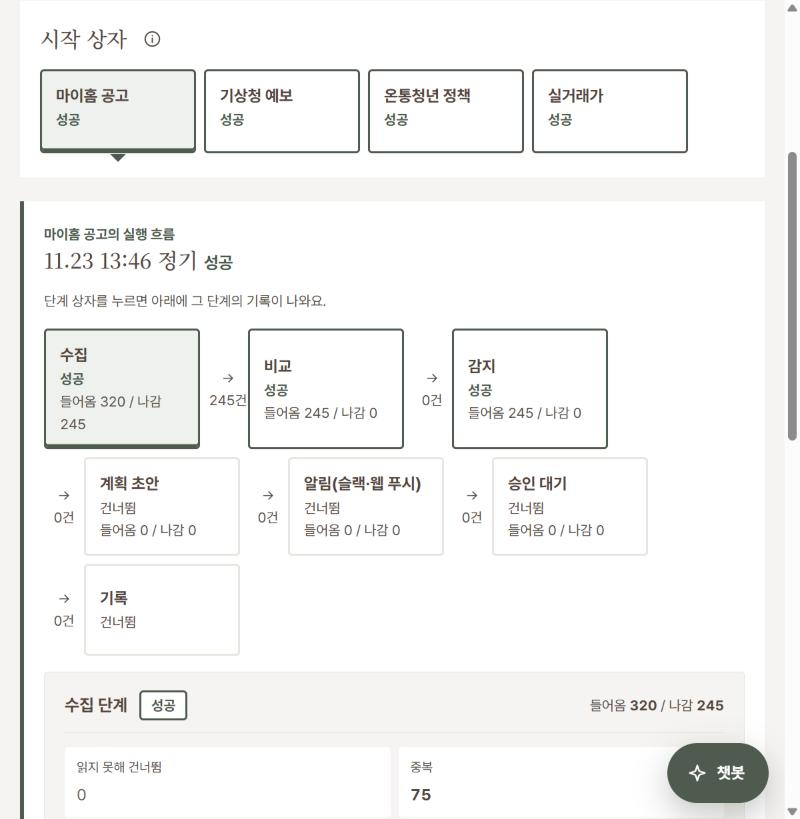 시작 상자
마이홈 공고
성공
기상청 예보
성공
온통청년 정책
성공
실거래가
성공
마이홈 공고의 실행 흐름
11.23 13:46 정기 성공
단계 상자를 누르면 아래에 그 단계의 기록이 나와요.
수집
성공
들어옴 320 / 나감
245
→
245건
비교
성공
들어옴 245 / 나감 0
→
0건
감지
성공
들어옴 245 / 나감 0
→
0건
계획 초안
건너뜀
들어옴 0 / 나감 0
→
0건
알림(슬랙·웹 푸시)
건너뜀
들어옴 0 / 나감 0
→
0건
승인 대기
건너뜀
들어옴 0 / 나감 0
→
0건
기록
건너뜀
수집 단계 성공 들어옴 320 / 나감 245
읽지 못해 건너뜀
0
중복
75
챗봇